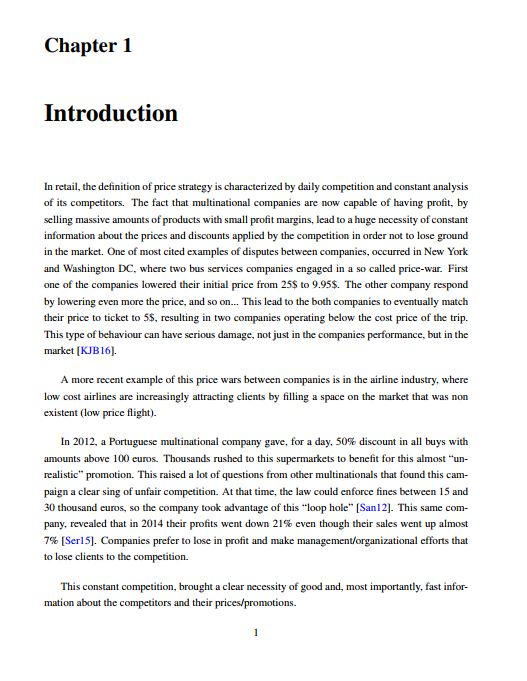 Chapter 1
Introduction
In retail, the definition of price strategy is characterized by daily competition and constant analysis
of its competitors. The fact that multinational companies are now capable of having profit, by
selling massive amounts of products with small profit margins, lead to a huge necessity of constant
information about the prices and discounts applied by the competition in order not to lose ground
in the market. One of most cited examples of disputes between companies, occurred in New York
and Washington DC, where two bus services companies engaged in a so called price-war. First
one of the companies lowered their initial price from 25$ to 9.95$. The other company respond
by lowering even more the price, and so on... This lead to the both companies to eventually match
their price to ticket to 5$, resulting in two companies operating below the cost price of the trip.
This type of behaviour can have serious damage, not just in the companies performance, but in the
market [KJB16].
A more recent example of this price wars between companies is in the airline industry, where
low cost airlines are increasingly attracting clients by filling a space on the market that was non
existent (low price flight).
In 2012, a Portuguese multinational company gave, for a day, 50% discount in all buys with
amounts above 100 euros. Thousands rushed to this supermarkets to benefit for this almost “un-
realistic” promotion. This raised a lot of questions from other multinationals that found this cam-
paign a clear sing of unfair competition. At that time, the law could enforce fines between 15 and
30 thousand euros, so the company took advantage of this “loop hole” [San12]. This same com-
pany, revealed that in 2014 their profits went down 21% even though their sales went up almost
7% [Ser15]. Companies prefer to lose in profit and make management/organizational efforts that
to lose clients to the competition.
This constant competition, brought a clear necessity of good and, most importantly, fast infor-
mation about the competitors and their prices/promotions.
1